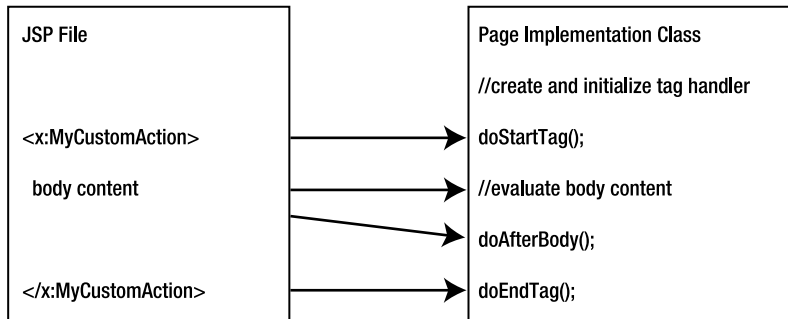 JSP File
<x:MyCustomAction>
body content
</x:MyCustomAction>
Page Implementation Class
//create and initialize tag handler
doStartTag();
//evaluate body content
doAfterBody();
doEndTag();